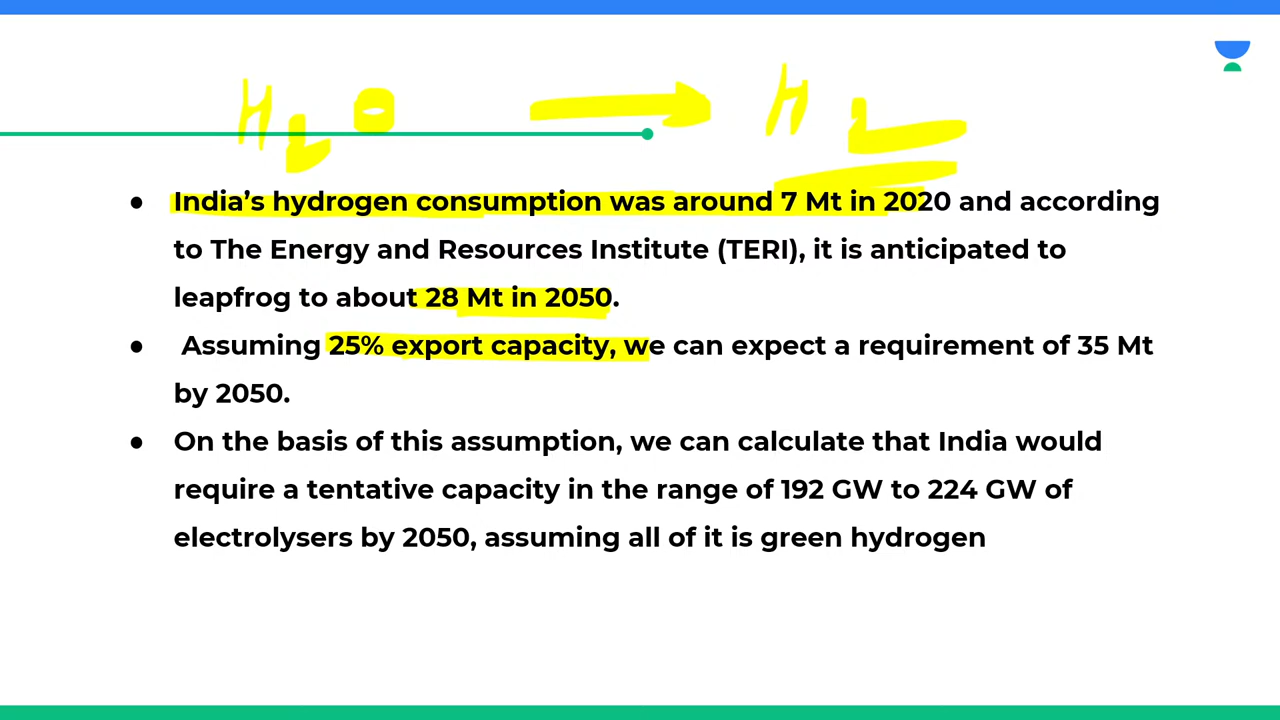 H2O → H2
● India’s hydrogen consumption was around 7 Mt in 2020 and according
to The Energy and Resources Institute (TERI), it is anticipated to
leapfrog to about 28 Mt in 2050.
● Assuming 25% export capacity, we can expect a requirement of 35 Mt
by 2050.
● On the basis of this assumption, we can calculate that India would
require a tentative capacity in the range of 192 GW to 224 GW of
electrolysers by 2050, assuming all of it is green hydrogen